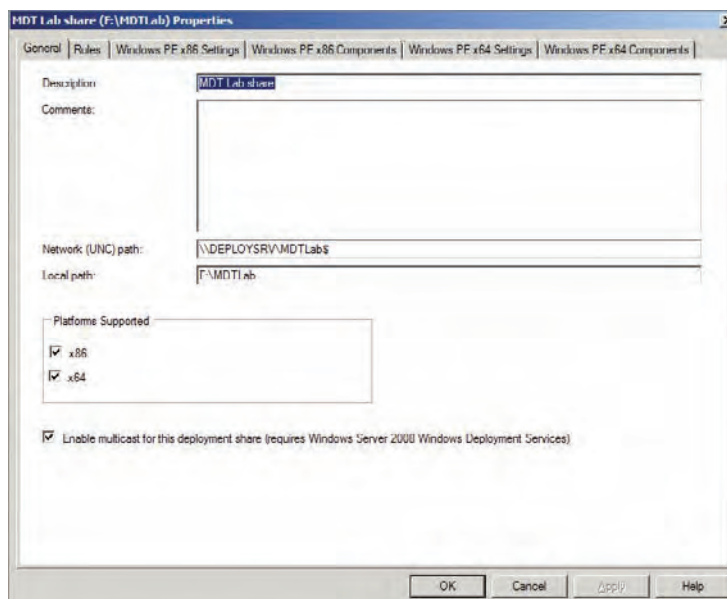 MDT Lab share (F:\MDTLab) Properties
General Rules Windows PE x86 Settings Windows PE x86 Components Windows PE x64 Settings Windows PE x64 Components
Description
MDT Lab share
Comments:
Network (UNC) path: \\DEPLOYSRV\MDTLab$
Local path: F:\MDTLab
Platforms Supported
x86
x64
Enable multicast for this deployment share (requires Windows Server 2008 Windows Deployment Services)
OK Cancel Apply Help